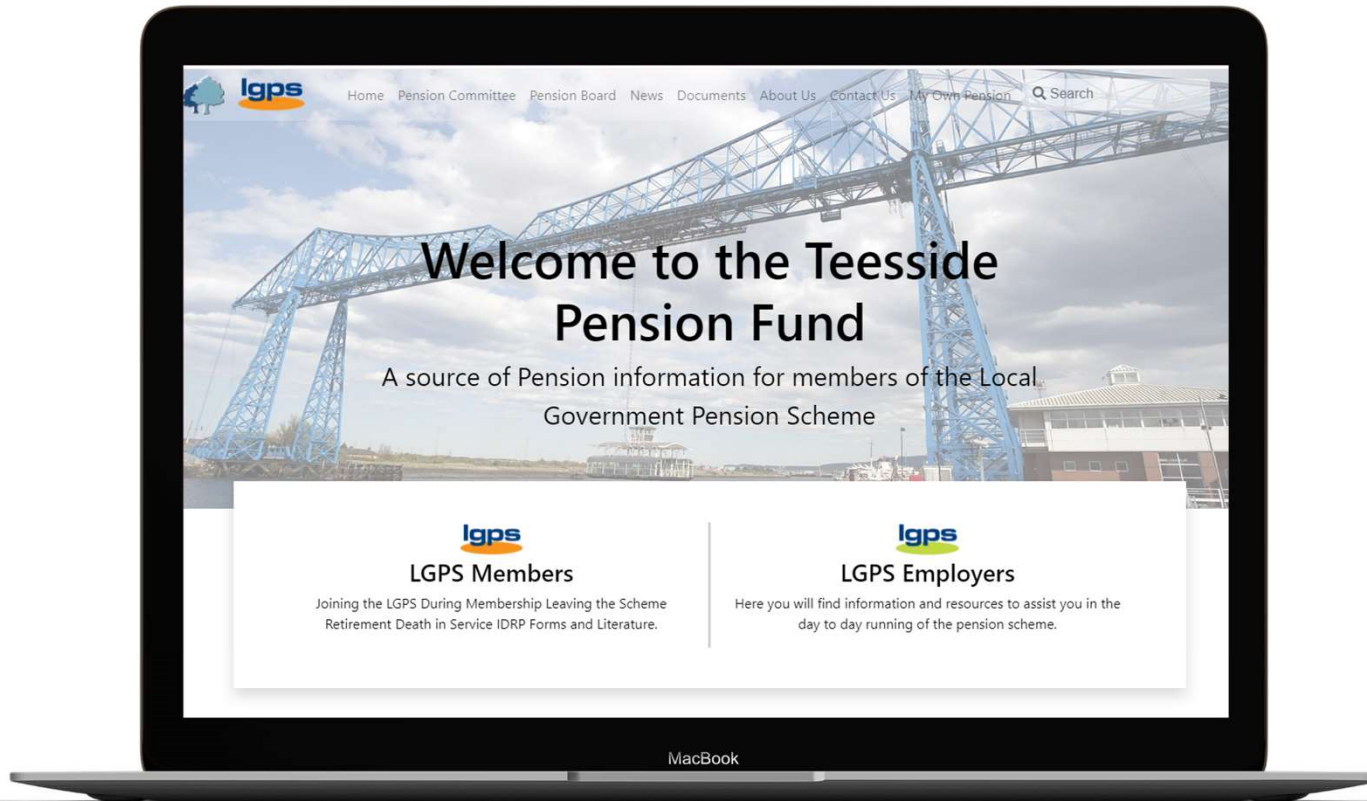 lgps
Home Pension Committee Pension Board News Documents About Us Contact Us My Own Pension Search
Welcome to the Teesside
Pension Fund
A source of Pension information for members of the Local
Government Pension Scheme
lgps
LGPS Members
Joining the LGPS During Membership Leaving the Scheme
Retirement Death in Service IDRP Forms and Literature.
lgps
LGPS Employers
Here you will find information and resources to assist you in the
day to day running of the pension scheme.
MacBook